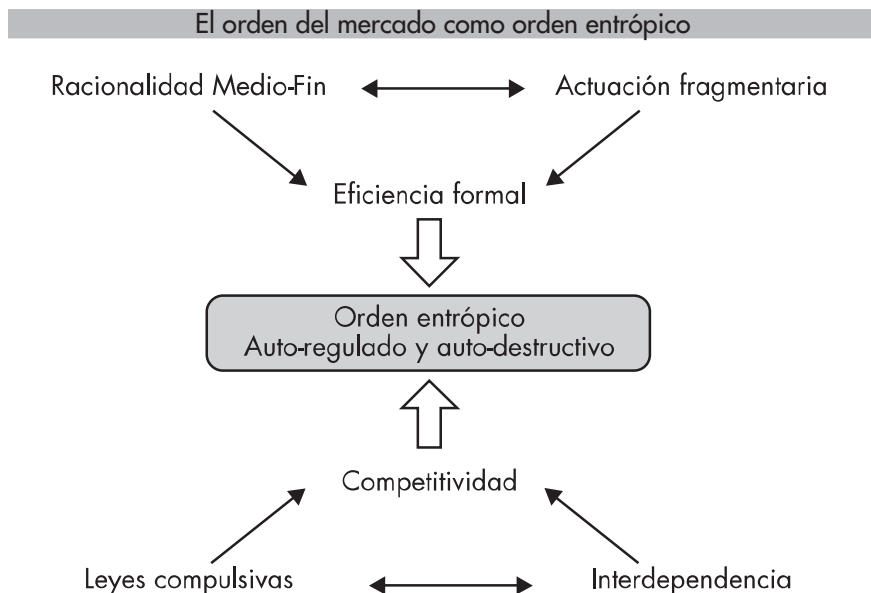 El orden del mercado como orden entrópico
Racionalidad Medio-Fin
Actuación fragmentaria
Eficiencia formal
Orden entrópico
Auto-regulado y auto-destructivo
Competitividad
Leyes compulsivas
Interdependencia